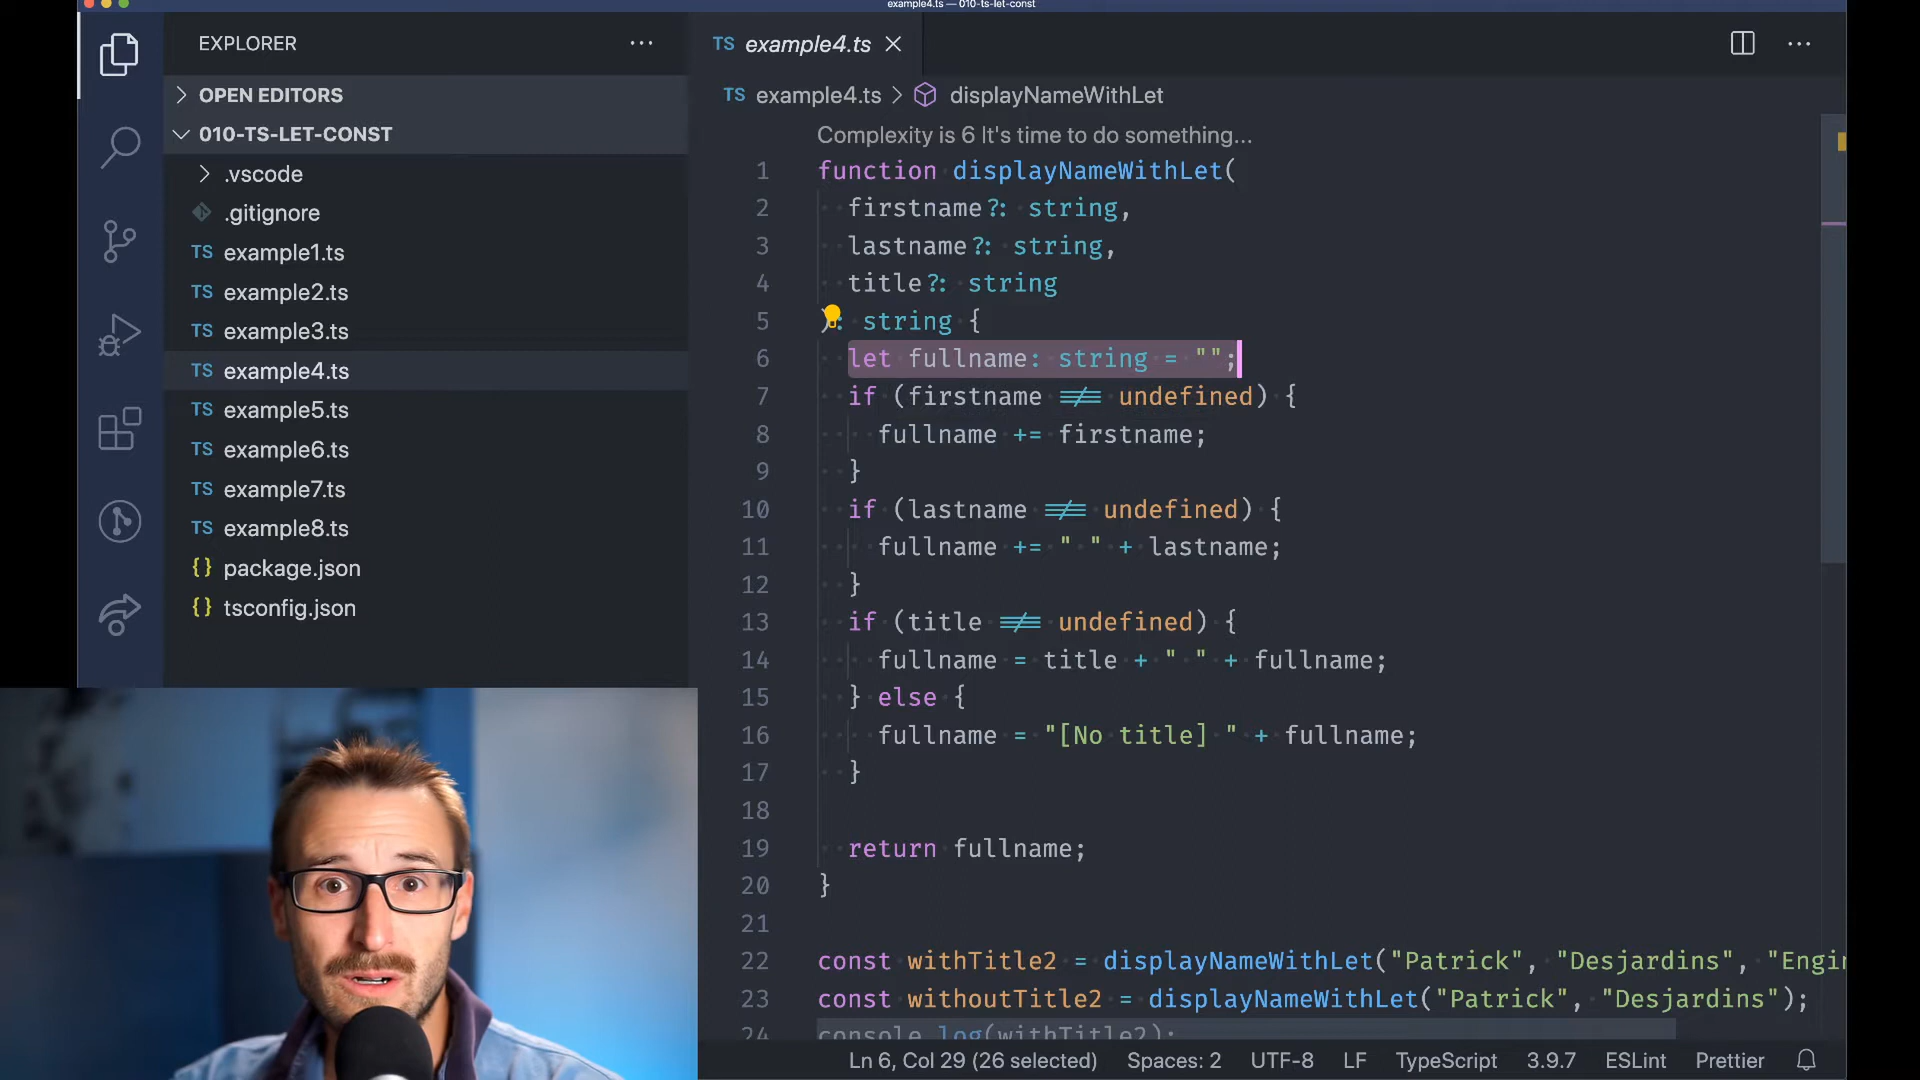 example4.ts — 010-ts-let-const
EXPLORER
OPEN EDITORS
010-TS-LET-CONST
.vscode
.gitignore
TS example1.ts
TS example2.ts
TS example3.ts
TS example4.ts
TS example5.ts
TS example6.ts
TS example7.ts
TS example8.ts
{} package.json
{} tsconfig.json
TS example4.ts
TS example4.ts > displayNameWithLet
Complexity is 6 It's time to do something...
1 function displayNameWithLet(
2 firstname?: string,
3 lastname?: string,
4 title?: string
5 ): string {
6 let fullname: string = "";
7 if (firstname !== undefined) {
8 fullname += firstname;
9 }
10 if (lastname !== undefined) {
11 fullname += " " + lastname;
12 }
13 if (title !== undefined) {
14 fullname = title + " " + fullname;
15 } else {
16 fullname = "[No title] " + fullname;
17 }
18
19 return fullname;
20 }
21
22 const withTitle2 = displayNameWithLet("Patrick", "Desjardins", "Engin
23 const withoutTitle2 = displayNameWithLet("Patrick", "Desjardins");
24 console.log(withTitle2);
Ln 6, Col 29 (26 selected) Spaces: 2 UTF-8 LF TypeScript 3.9.7 ESLint Prettier